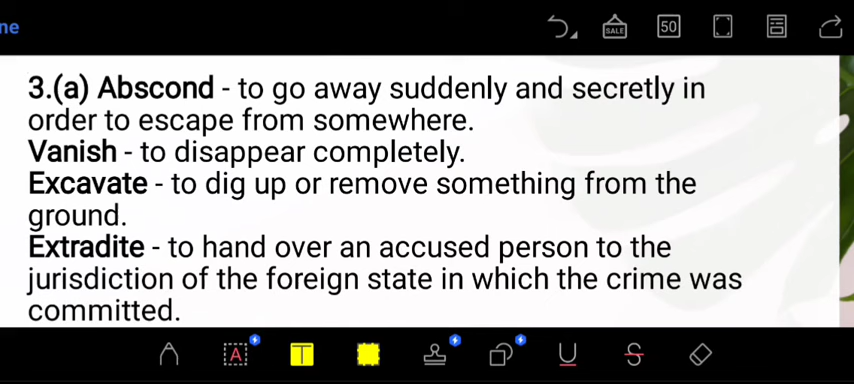 ne
SALE
50
3.(a) Abscond - to go away suddenly and secretly in
order to escape from somewhere.
Vanish - to disappear completely.
Excavate - to dig up or remove something from the
ground.
Extradite - to hand over an accused person to the
jurisdiction of the foreign state in which the crime was
committed.
A
T
U
S